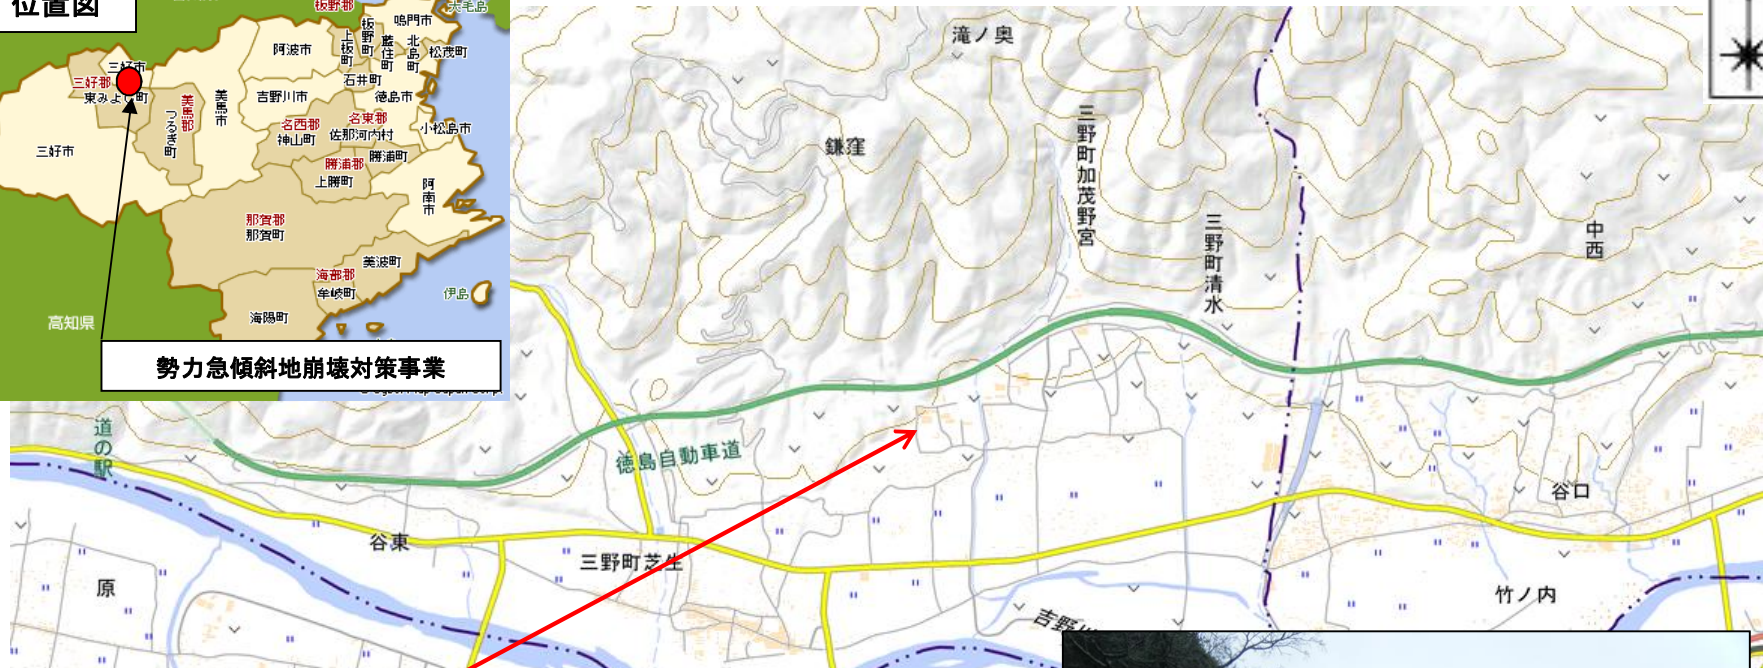 位置図
板野郡
大毛島
鳴門市
板野町
上板町
藍住町
北島町
松茂町
阿波市
三好市
三好郡
東みよし町
石井町
吉野川市
徳島市
美馬郡
つるぎ町
美馬市
名西郡
神山町
名東郡
佐那河内村
小松島市
三好市
勝浦郡
勝浦町
上勝町
阿南市
那賀郡
那賀町
美波町
海部郡
牟岐町
伊島
海陽町
高知県
勢力急傾斜地崩壊対策事業
滝ノ奥
鎌窪
三野町加茂野宮
三野町清水
中西
道の駅
徳島自動車道
谷口
谷東
三野町芝生
原
竹ノ内
吉野川